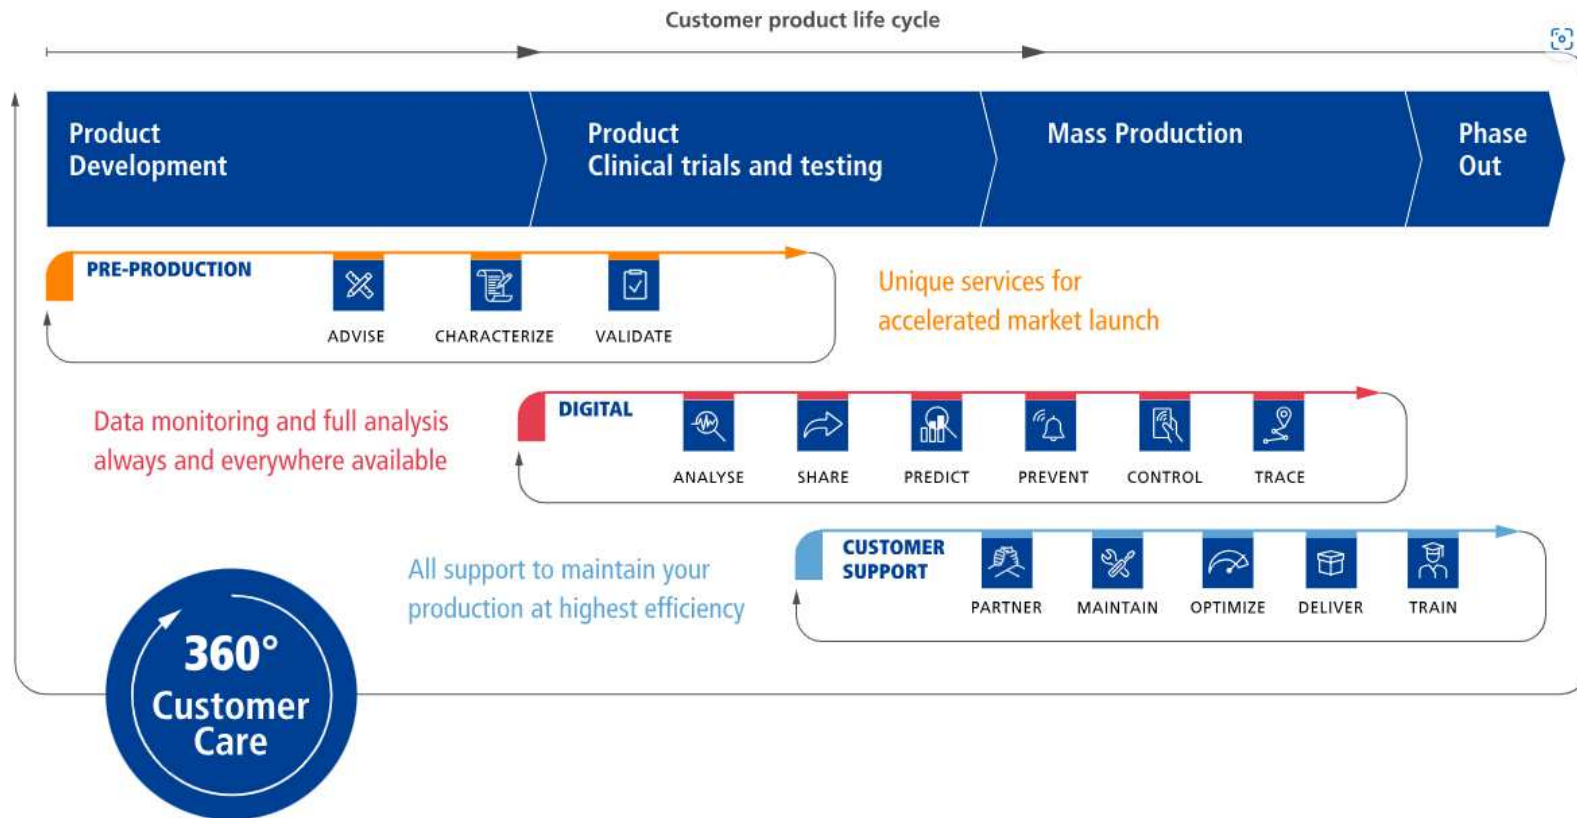 Customer product life cycle
Product
Development
Product
Clinical trials and testing
Mass Production
Phase
Out
PRE-PRODUCTION
ADVISE
CHARACTERIZE
VALIDATE
Unique services for
accelerated market launch
Data monitoring and full analysis
always and everywhere available
DIGITAL
ANALYSE
SHARE
PREDICT
PREVENT
CONTROL
TRACE
All support to maintain your
production at highest efficiency
CUSTOMER
SUPPORT
PARTNER
MAINTAIN
OPTIMIZE
DELIVER
TRAIN
360°
Customer
Care